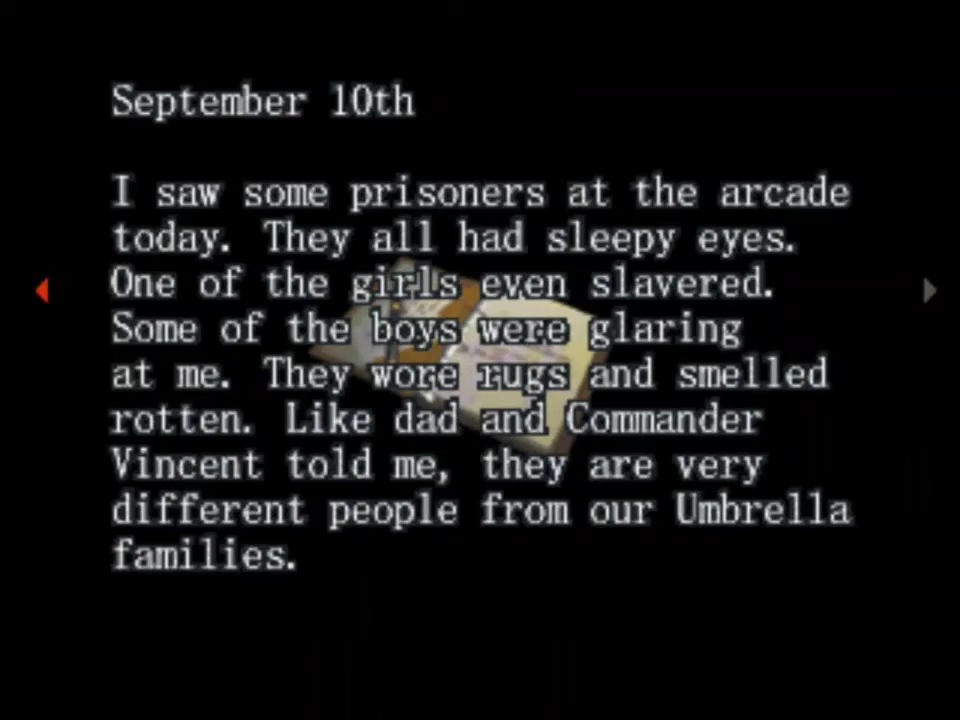 September 10th
I saw some prisoners at the arcade
today. They all had sleepy eyes.
One of the girls even slavered.
Some of the boys were glaring
at me. They wore rugs and smelled
rotten. Like dad and Commander
Vincent told me, they are very
different people from our Umbrella
families.